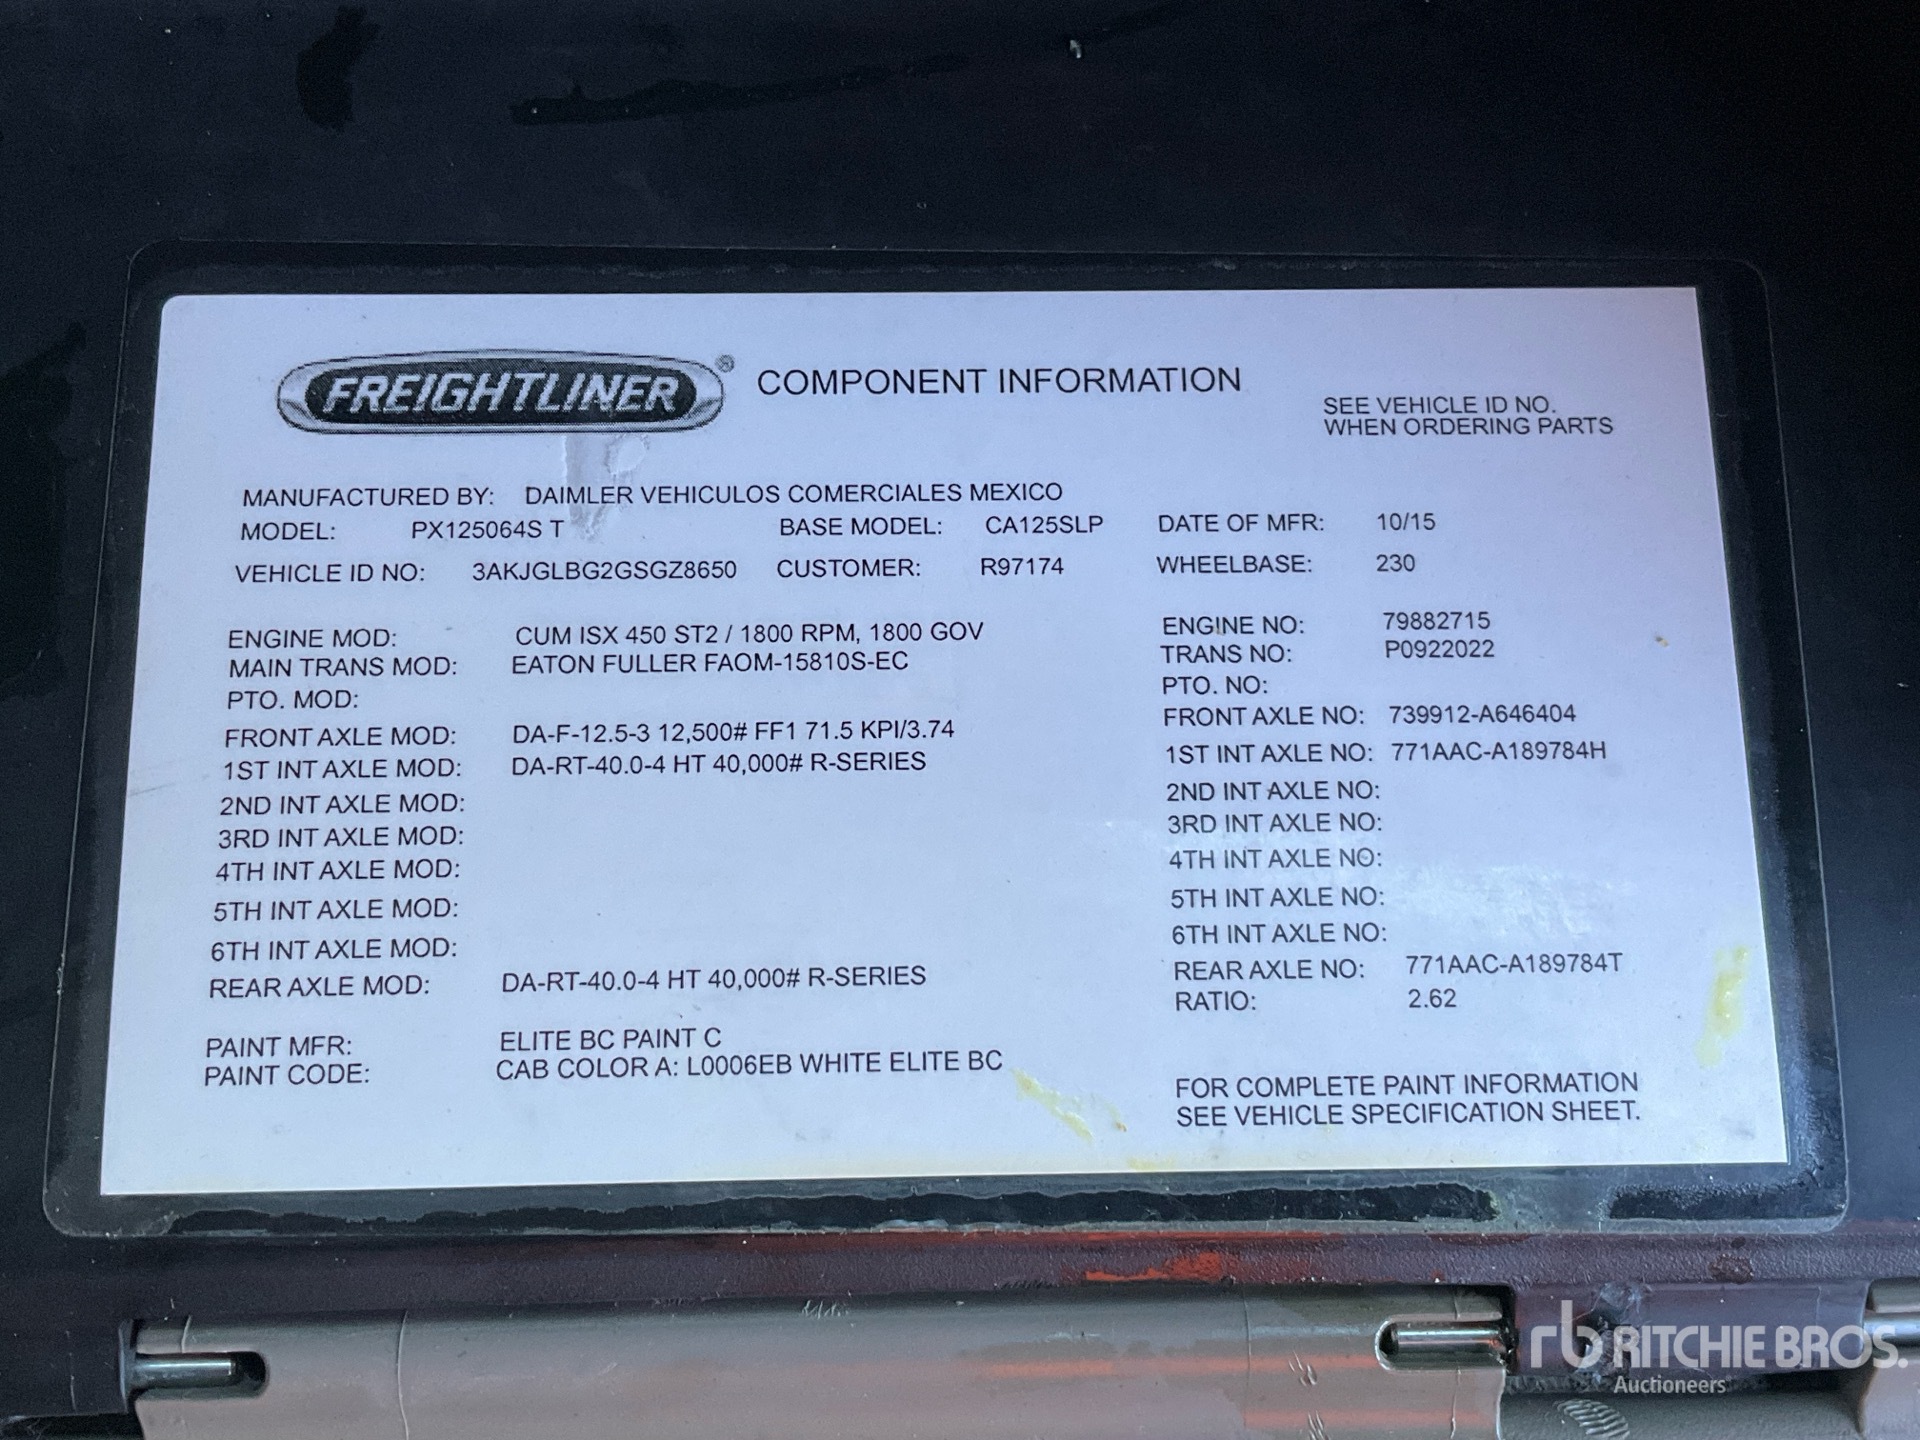 FREIGHTLINER® COMPONENT INFORMATION
SEE VEHICLE ID NO.
WHEN ORDERING PARTS
MANUFACTURED BY: DAIMLER VEHICULOS COMERCIALES MEXICO
MODEL: PX125064S T BASE MODEL: CA125SLP DATE OF MFR: 10/15
VEHICLE ID NO: 3AKJGLBG2GSGZ8650 CUSTOMER: R97174 WHEELBASE: 230
ENGINE MOD: CUM ISX 450 ST2 / 1800 RPM, 1800 GOV ENGINE NO: 79882715
MAIN TRANS MOD: EATON FULLER FAOM-15810S-EC TRANS NO: P0922022
PTO. MOD: PTO. NO:
FRONT AXLE MOD: DA-F-12.5-3 12,500# FF1 71.5 KPI/3.74 FRONT AXLE NO: 739912-A646404
1ST INT AXLE MOD: DA-RT-40.0-4 HT 40,000# R-SERIES 1ST INT AXLE NO: 771AAC-A189784H
2ND INT AXLE MOD: 2ND INT AXLE NO:
3RD INT AXLE MOD: 3RD INT AXLE NO:
4TH INT AXLE MOD: 4TH INT AXLE NO:
5TH INT AXLE MOD: 5TH INT AXLE NO:
6TH INT AXLE MOD: 6TH INT AXLE NO:
REAR AXLE MOD: DA-RT-40.0-4 HT 40,000# R-SERIES REAR AXLE NO: 771AAC-A189784T
RATIO: 2.62
PAINT MFR: ELITE BC PAINT C
PAINT CODE: CAB COLOR A: L0006EB WHITE ELITE BC
FOR COMPLETE PAINT INFORMATION
SEE VEHICLE SPECIFICATION SHEET.
rb RITCHIE BROS.
Auctioneers